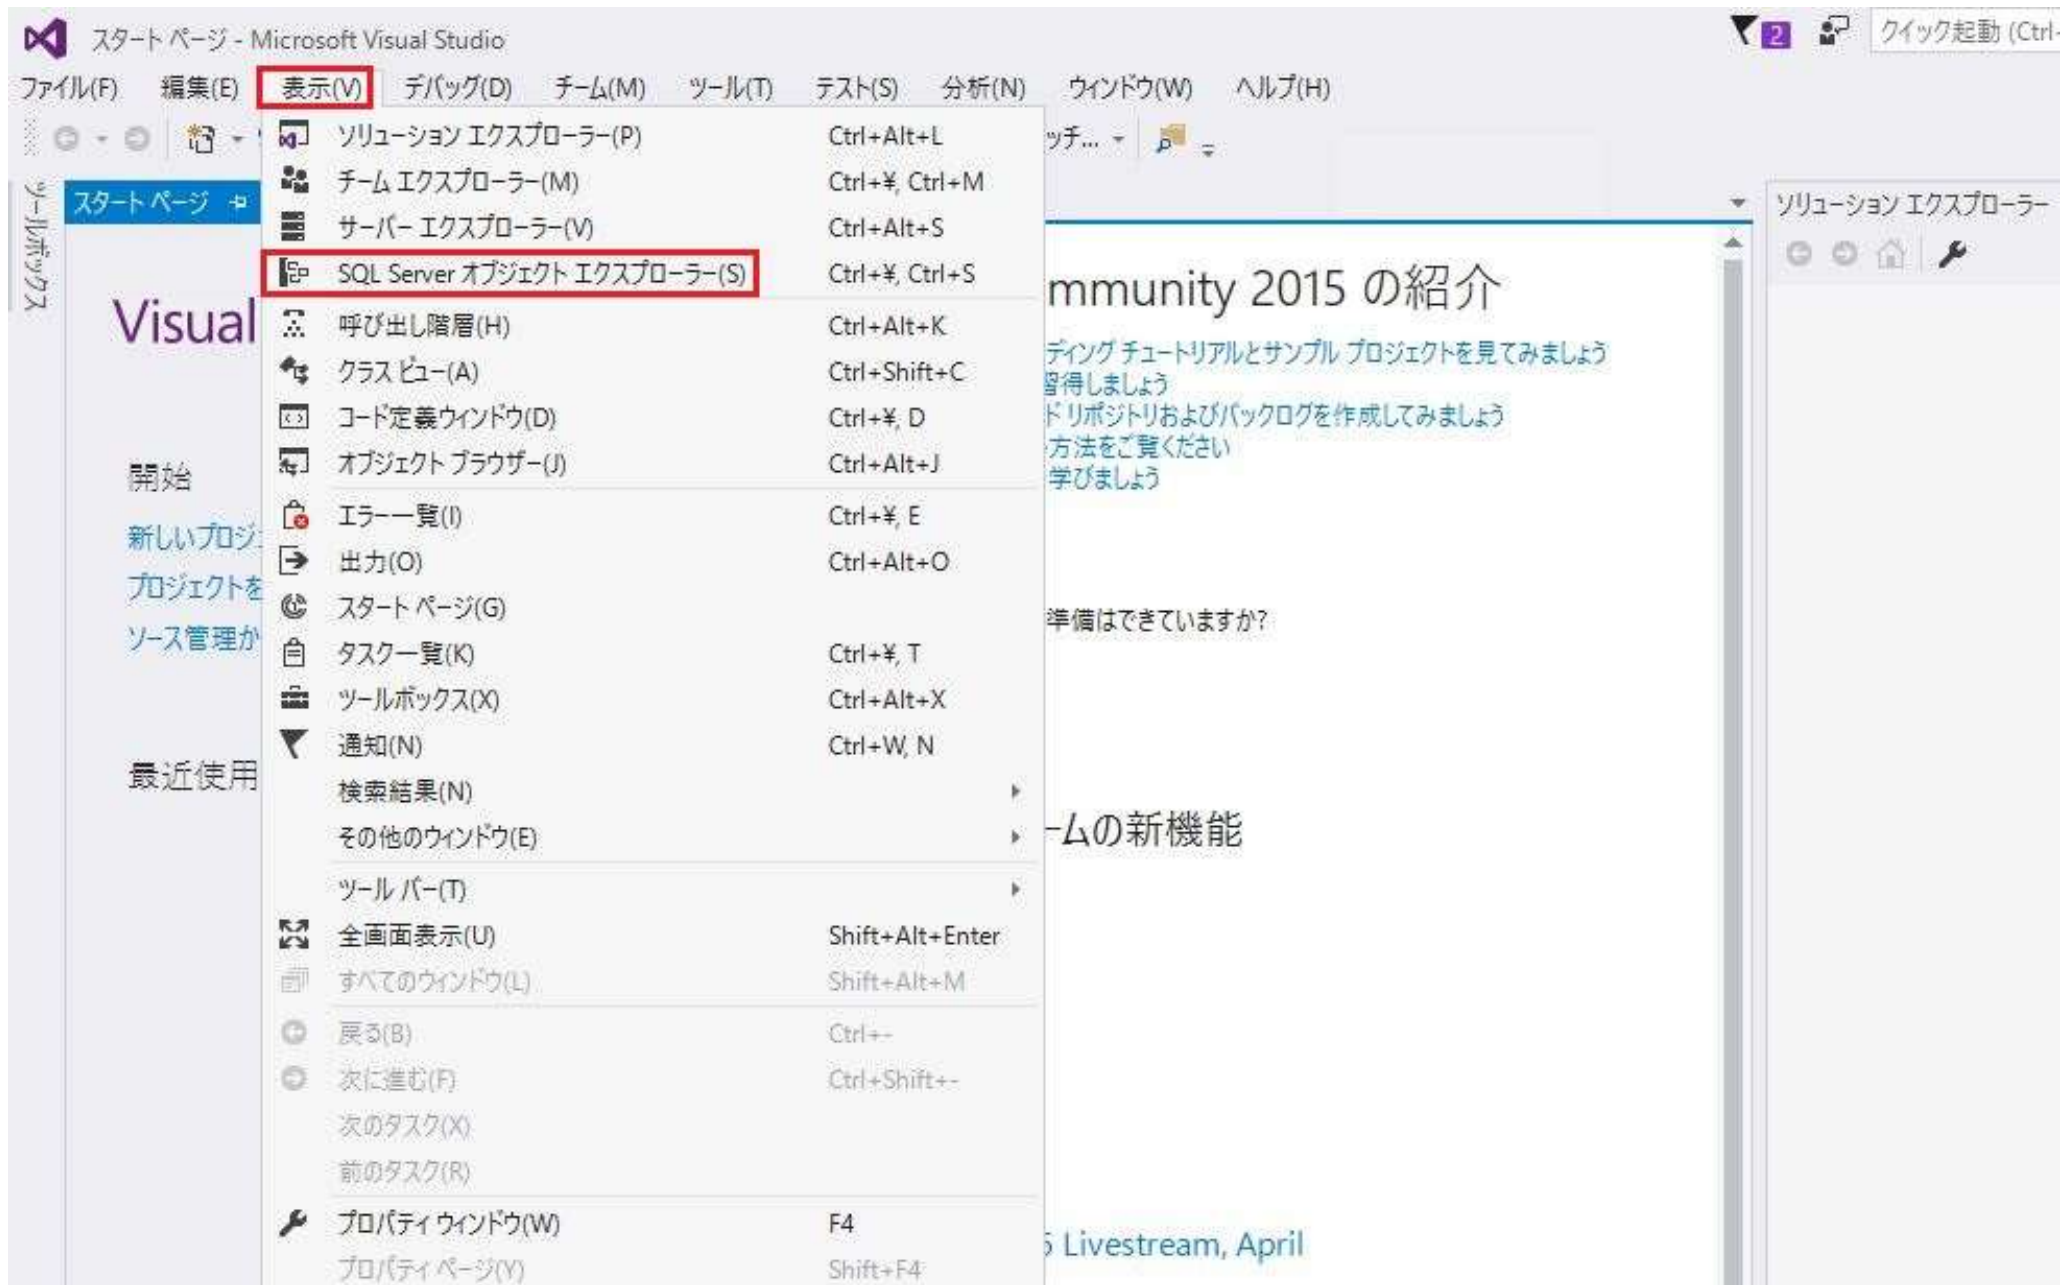 スタート ページ - Microsoft Visual Studio
2
クイック起動 (Ctrl+
ファイル(F) 編集(E) 表示(V) デバッグ(D) チーム(M) ツール(T) テスト(S) 分析(N) ウィンドウ(W) ヘルプ(H)
ッチ...
ツールボックス
スタート ページ
ソリューション エクスプローラー(P) Ctrl+Alt+L
チーム エクスプローラー(M) Ctrl+¥, Ctrl+M
サーバー エクスプローラー(V) Ctrl+Alt+S
SQL Server オブジェクト エクスプローラー(S) Ctrl+¥, Ctrl+S
呼び出し階層(H) Ctrl+Alt+K
クラス ビュー(A) Ctrl+Shift+C
コード定義ウィンドウ(D) Ctrl+¥, D
オブジェクト ブラウザー(J) Ctrl+Alt+J
エラー一覧(I) Ctrl+¥, E
出力(O) Ctrl+Alt+O
スタート ページ(G)
タスク一覧(K) Ctrl+¥, T
ツールボックス(X) Ctrl+Alt+X
通知(N) Ctrl+W, N
検索結果(N)
その他のウィンドウ(E)
ツール バー(T)
全画面表示(U) Shift+Alt+Enter
すべてのウィンドウ(L) Shift+Alt+M
戻る(B) Ctrl+-
次に進む(F) Ctrl+Shift+-
次のタスク(X)
前のタスク(R)
プロパティ ウィンドウ(W) F4
プロパティ ページ(Y) Shift+F4
Visual
開始
新しいプロジェ
プロジェクトを
ソース管理か
最近使用
mmunity 2015 の紹介
ディング チュートリアルとサンプル プロジェクトを見てみましょう
習得しましょう
ド リポジトリおよびバックログを作成してみましょう
方法をご覧ください
学びましょう
準備はできていますか?
ームの新機能
5 Livestream, April
ソリューション エクスプローラー